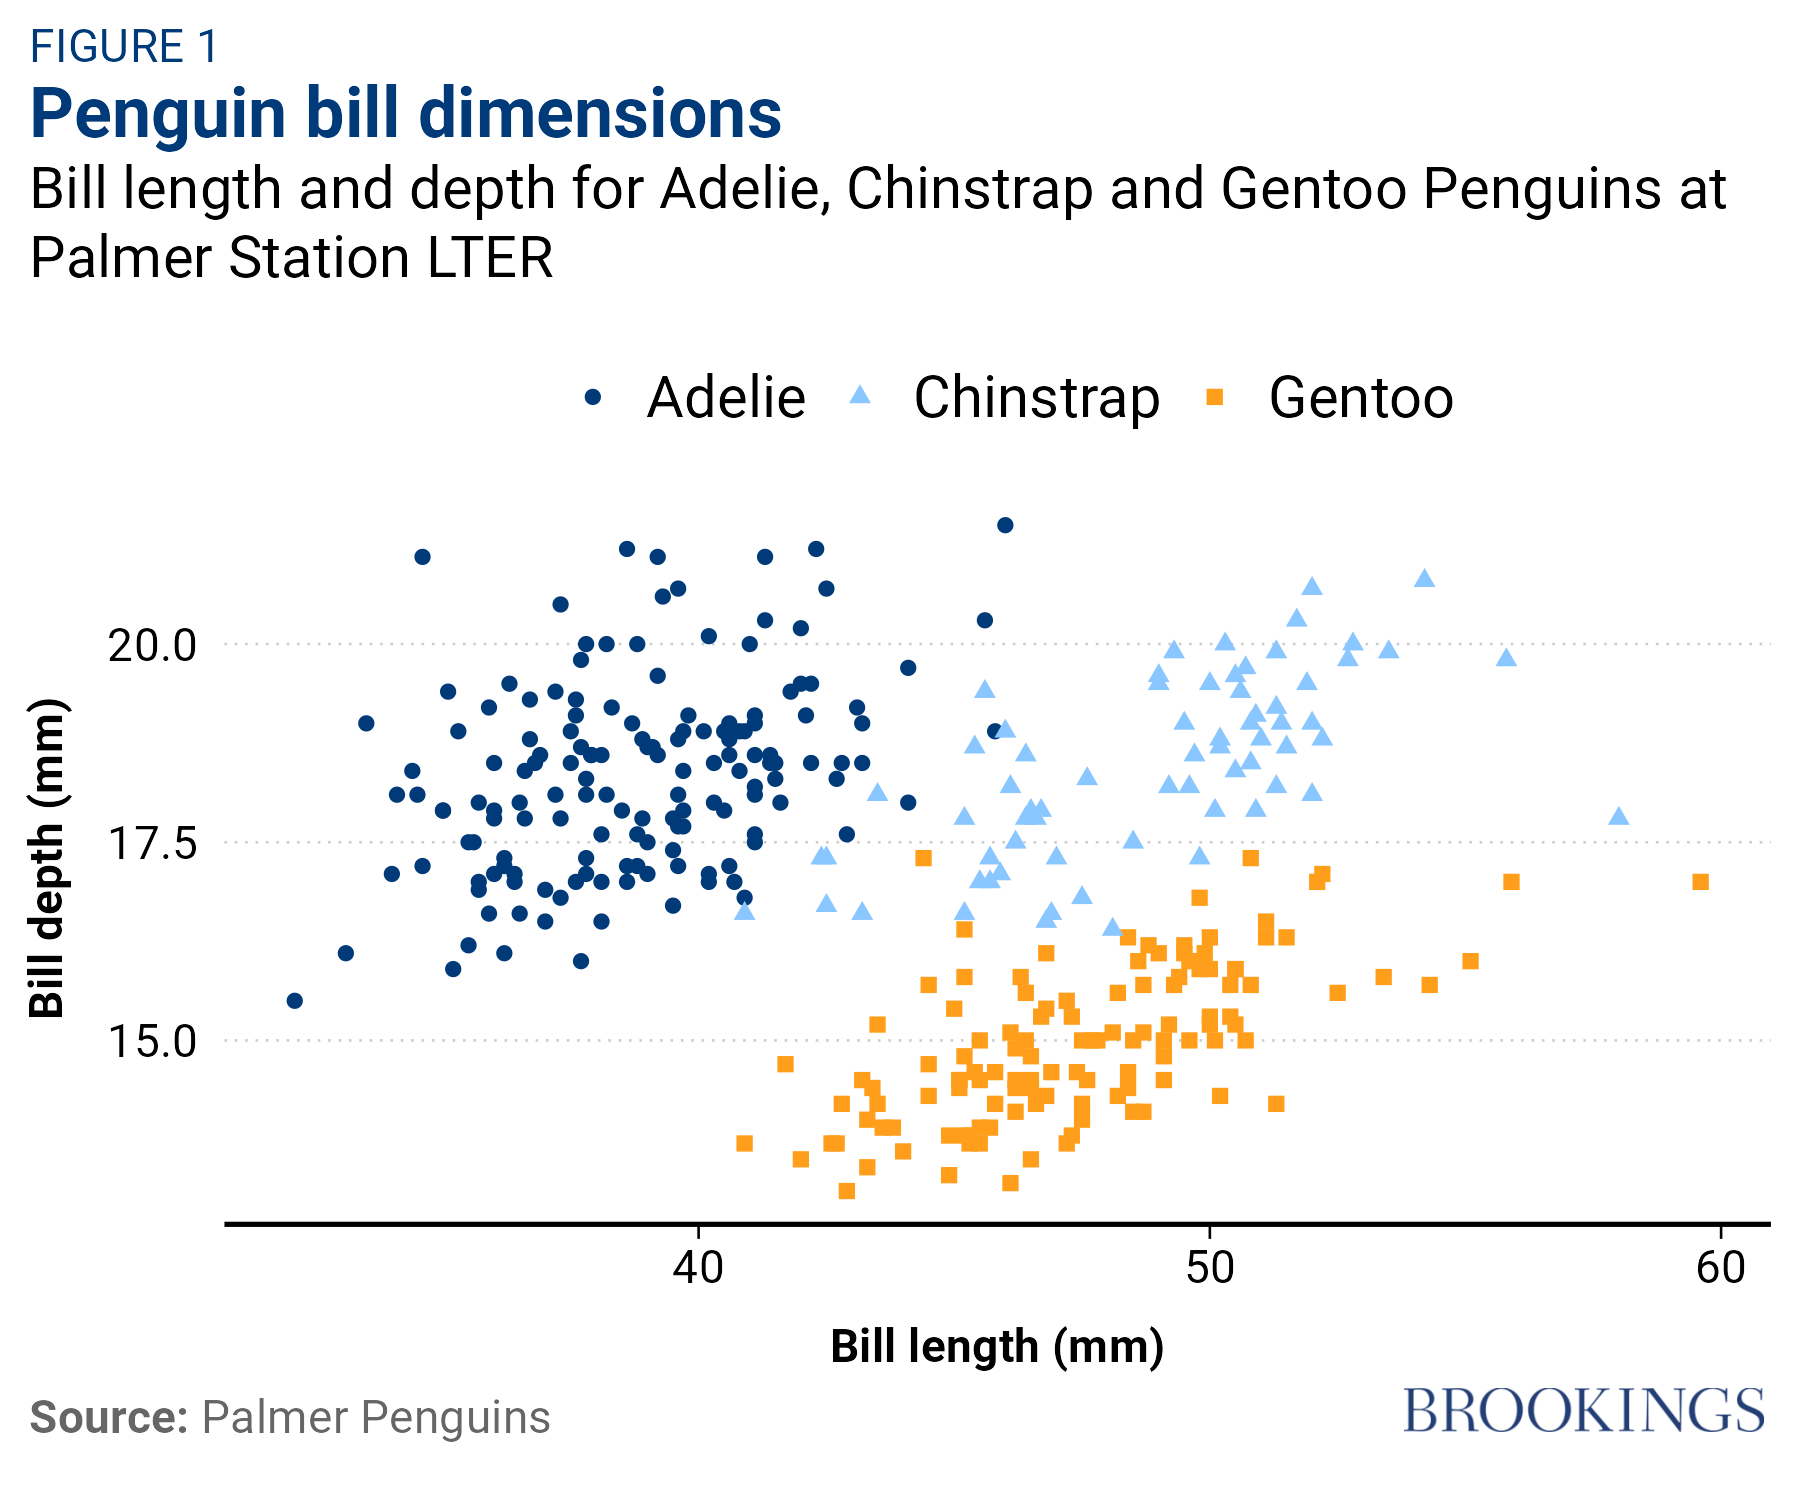 FIGURE 1
Penguin bill dimensions
Bill length and depth for Adelie, Chinstrap and Gentoo Penguins at
Palmer Station LTER
Adelie Chinstrap Gentoo
20.0
17.5
15.0
Bill depth (mm)
40 50 60
Bill length (mm)
Source: Palmer Penguins
BROOKINGS